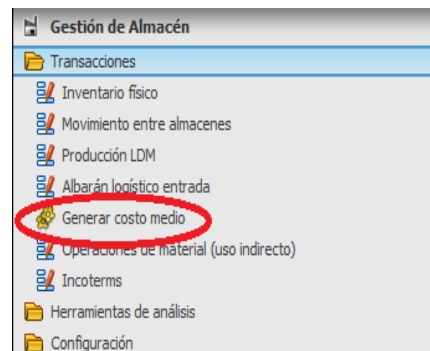 Gestión de Almacén
Transacciones
Inventario físico
Movimiento entre almacenes
Producción LDM
Albarán logístico entrada
Generar costo medio
Operaciones de material (uso indirecto)
Incoterms
Herramientas de análisis
Configuración